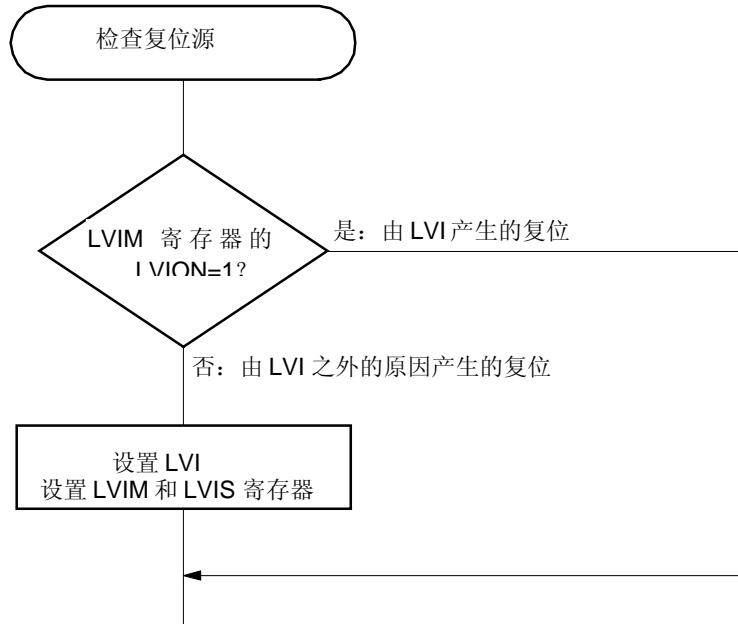 检查复位源
LVIM 寄存器的
LVION=1?
是：由 LVI 产生的复位
否：由 LVI 之外的原因产生的复位
设置 LVI
设置 LVIM 和 LVIS 寄存器